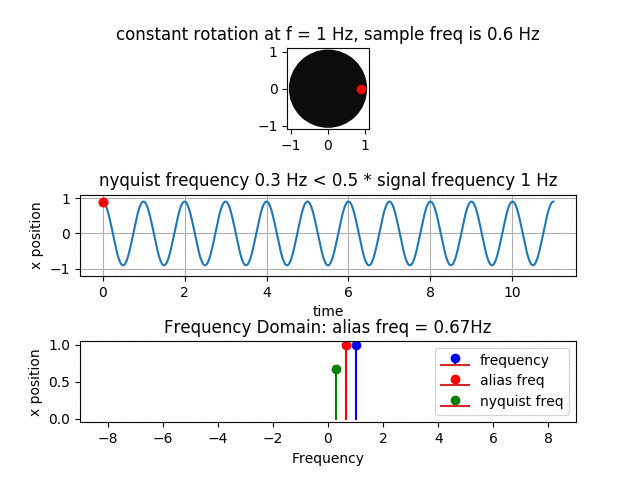 constant rotation at f = 1 Hz, sample freq is 0.6 Hz
1
0
−1
−1 0 1
nyquist frequency 0.3 Hz < 0.5 * signal frequency 1 Hz
x position
1
0
−1
0 2 4 6 8 10
time
Frequency Domain: alias freq = 0.67Hz
x position
1.0
0.5
0.0
frequency
alias freq
nyquist freq
−8 −6 −4 −2 0 2 4 6 8
Frequency